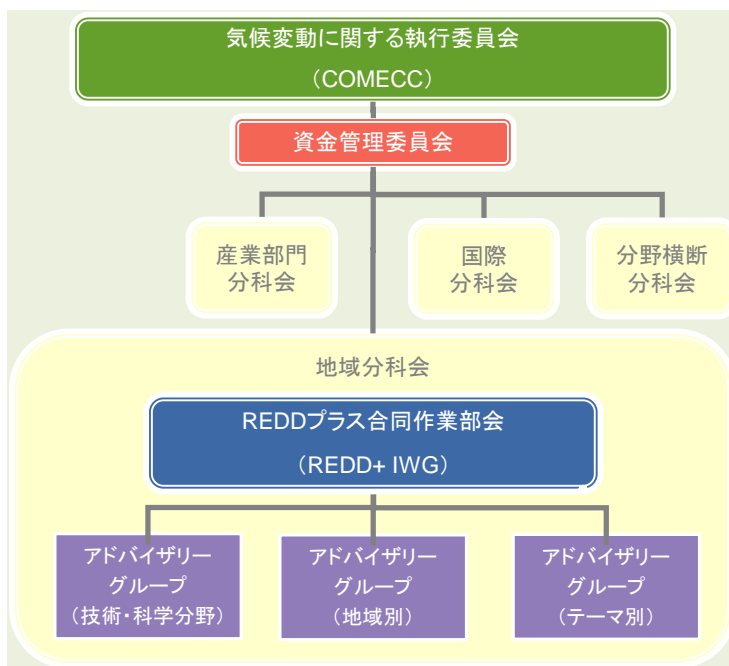 気候変動に関する執行委員会
（COMECC）
資金管理委員会
産業部門
分科会
国際
分科会
分野横断
分科会
地域分科会
REDDプラス合同作業部会
（REDD+ IWG）
アドバイザリー
グループ
（技術・科学分野）
アドバイザリー
グループ
（地域別）
アドバイザリー
グループ
（テーマ別）